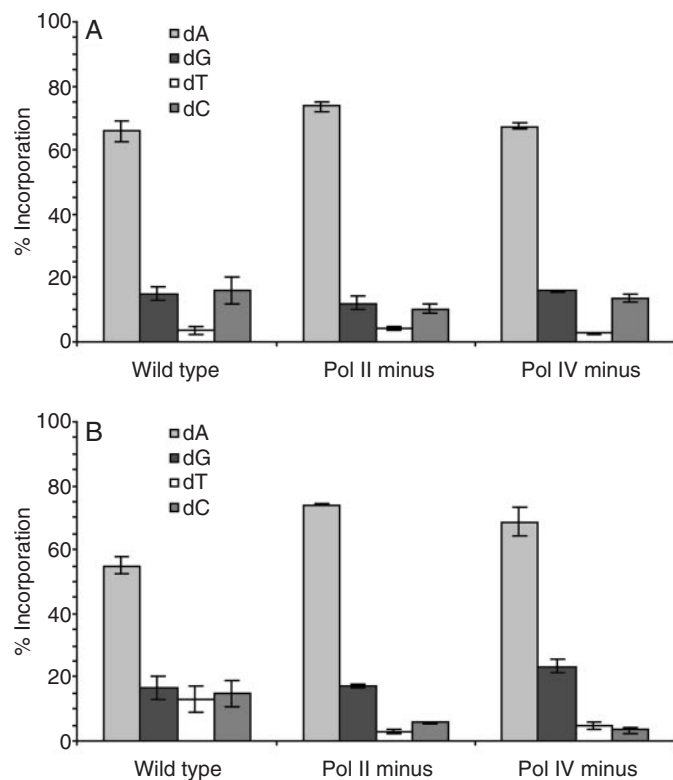 A
dA
dG
dT
dC
100
80
60
40
20
0
% Incorporation
Wild type
Pol II minus
Pol IV minus
B
dA
dG
dT
dC
100
80
60
40
20
0
% Incorporation
Wild type
Pol II minus
Pol IV minus